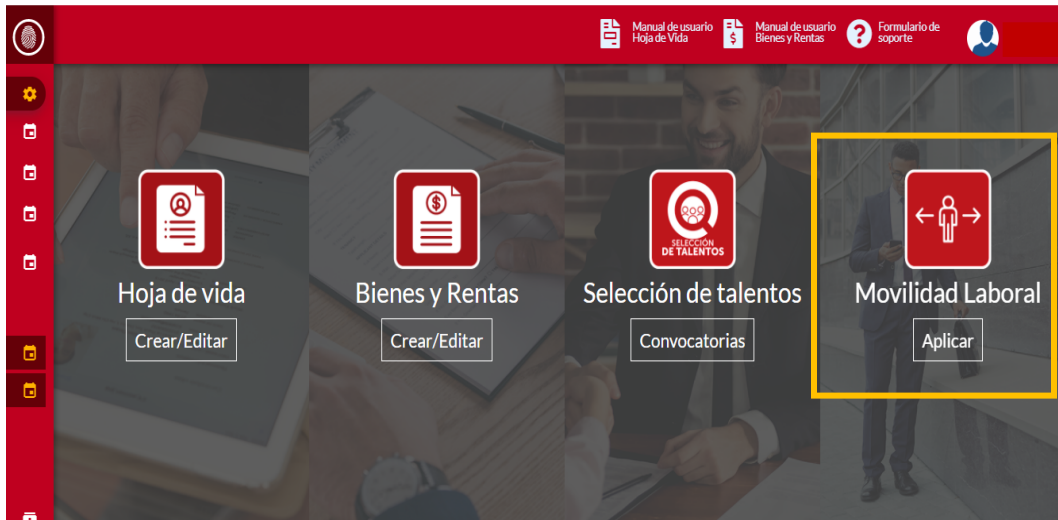 Manual de usuario
Hoja de Vida
Manual de usuario
Bienes y Rentas
Formulario de
soporte
SELECCIÓN
DE TALENTOS
Hoja de vida
Bienes y Rentas
Selección de talentos
Movilidad Laboral
Crear/Editar
Crear/Editar
Convocatorias
Aplicar